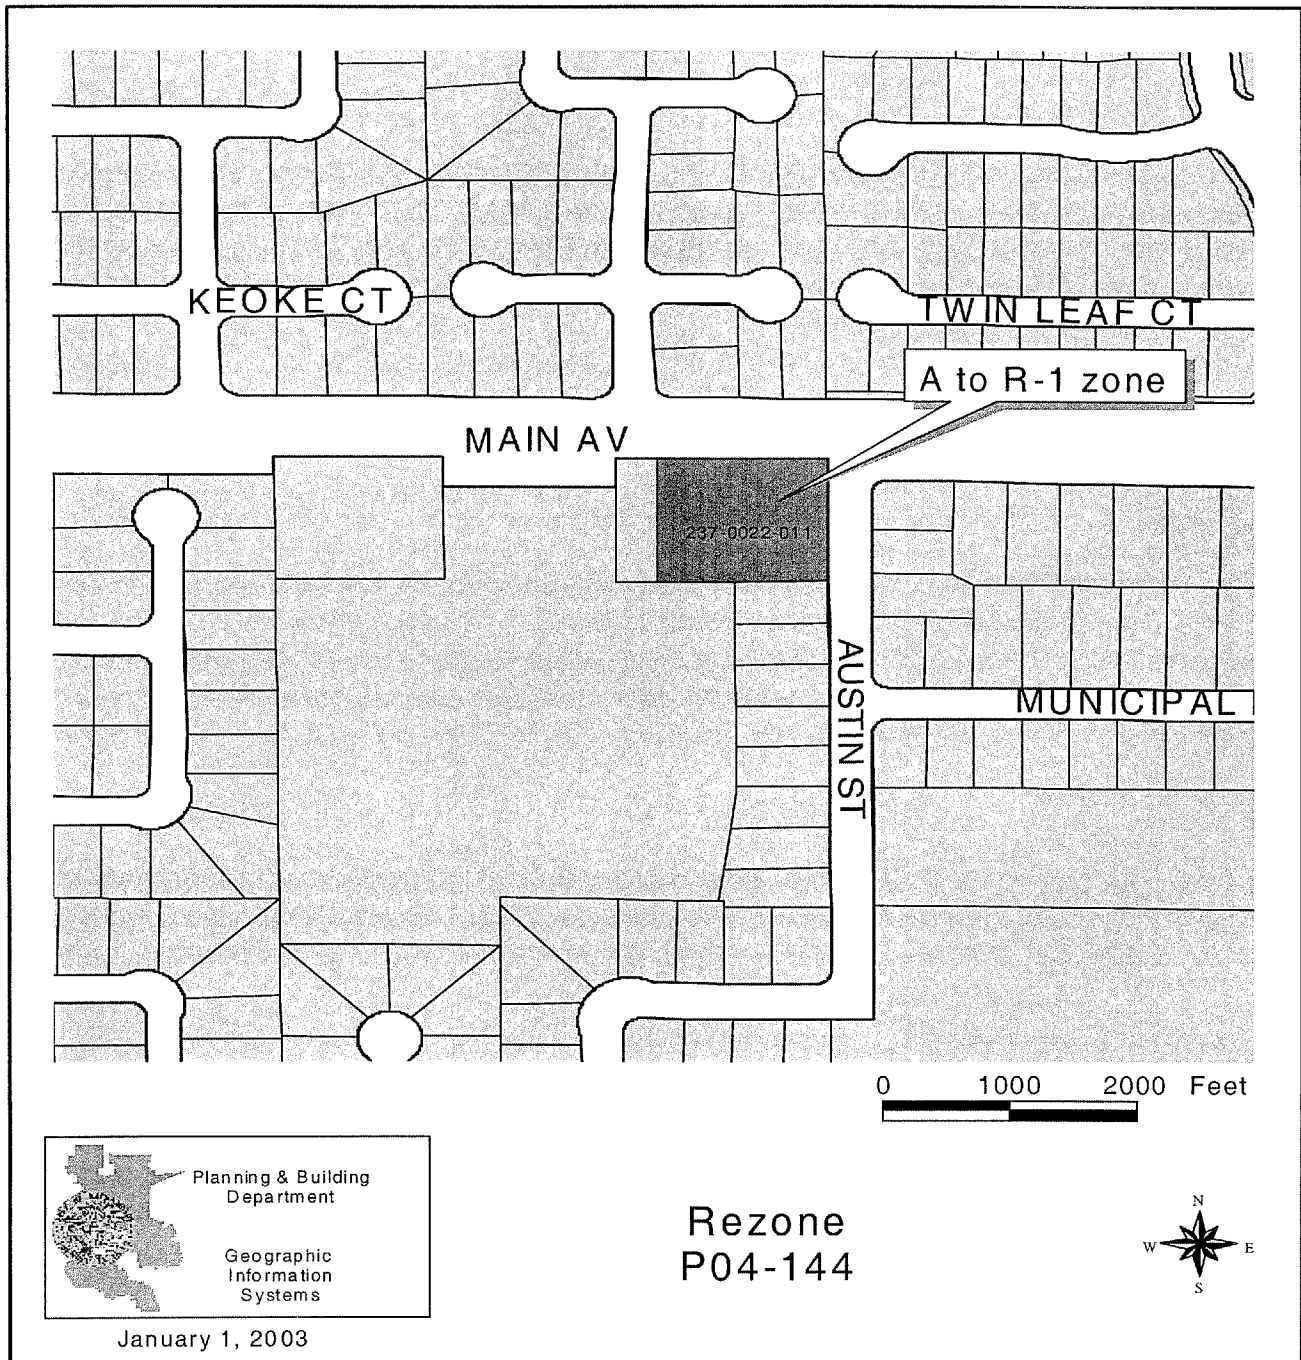 KEOKE CT
TWIN LEAF CT
A to R-1 zone
MAIN AV
237-0022-011
AUSTIN ST
MUNICIPAL
0 1000 2000 Feet
Planning & Building
Department
Geographic
Information
Systems
January 1, 2003
Rezone
P04-144
N
W E
S